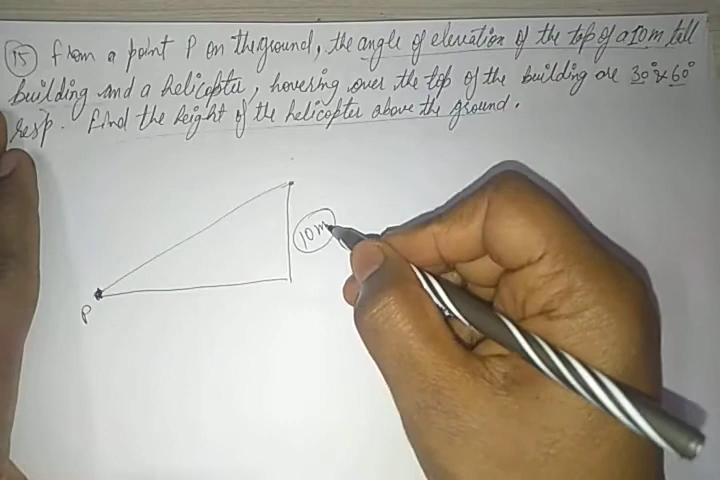 15 from a point P on the ground, the angle of elevation of the top of a 10m tall
building and a helicopter, hovering over the top of the building are 30° & 60°
resp. find the height of the helicopter above the ground.
10m
P